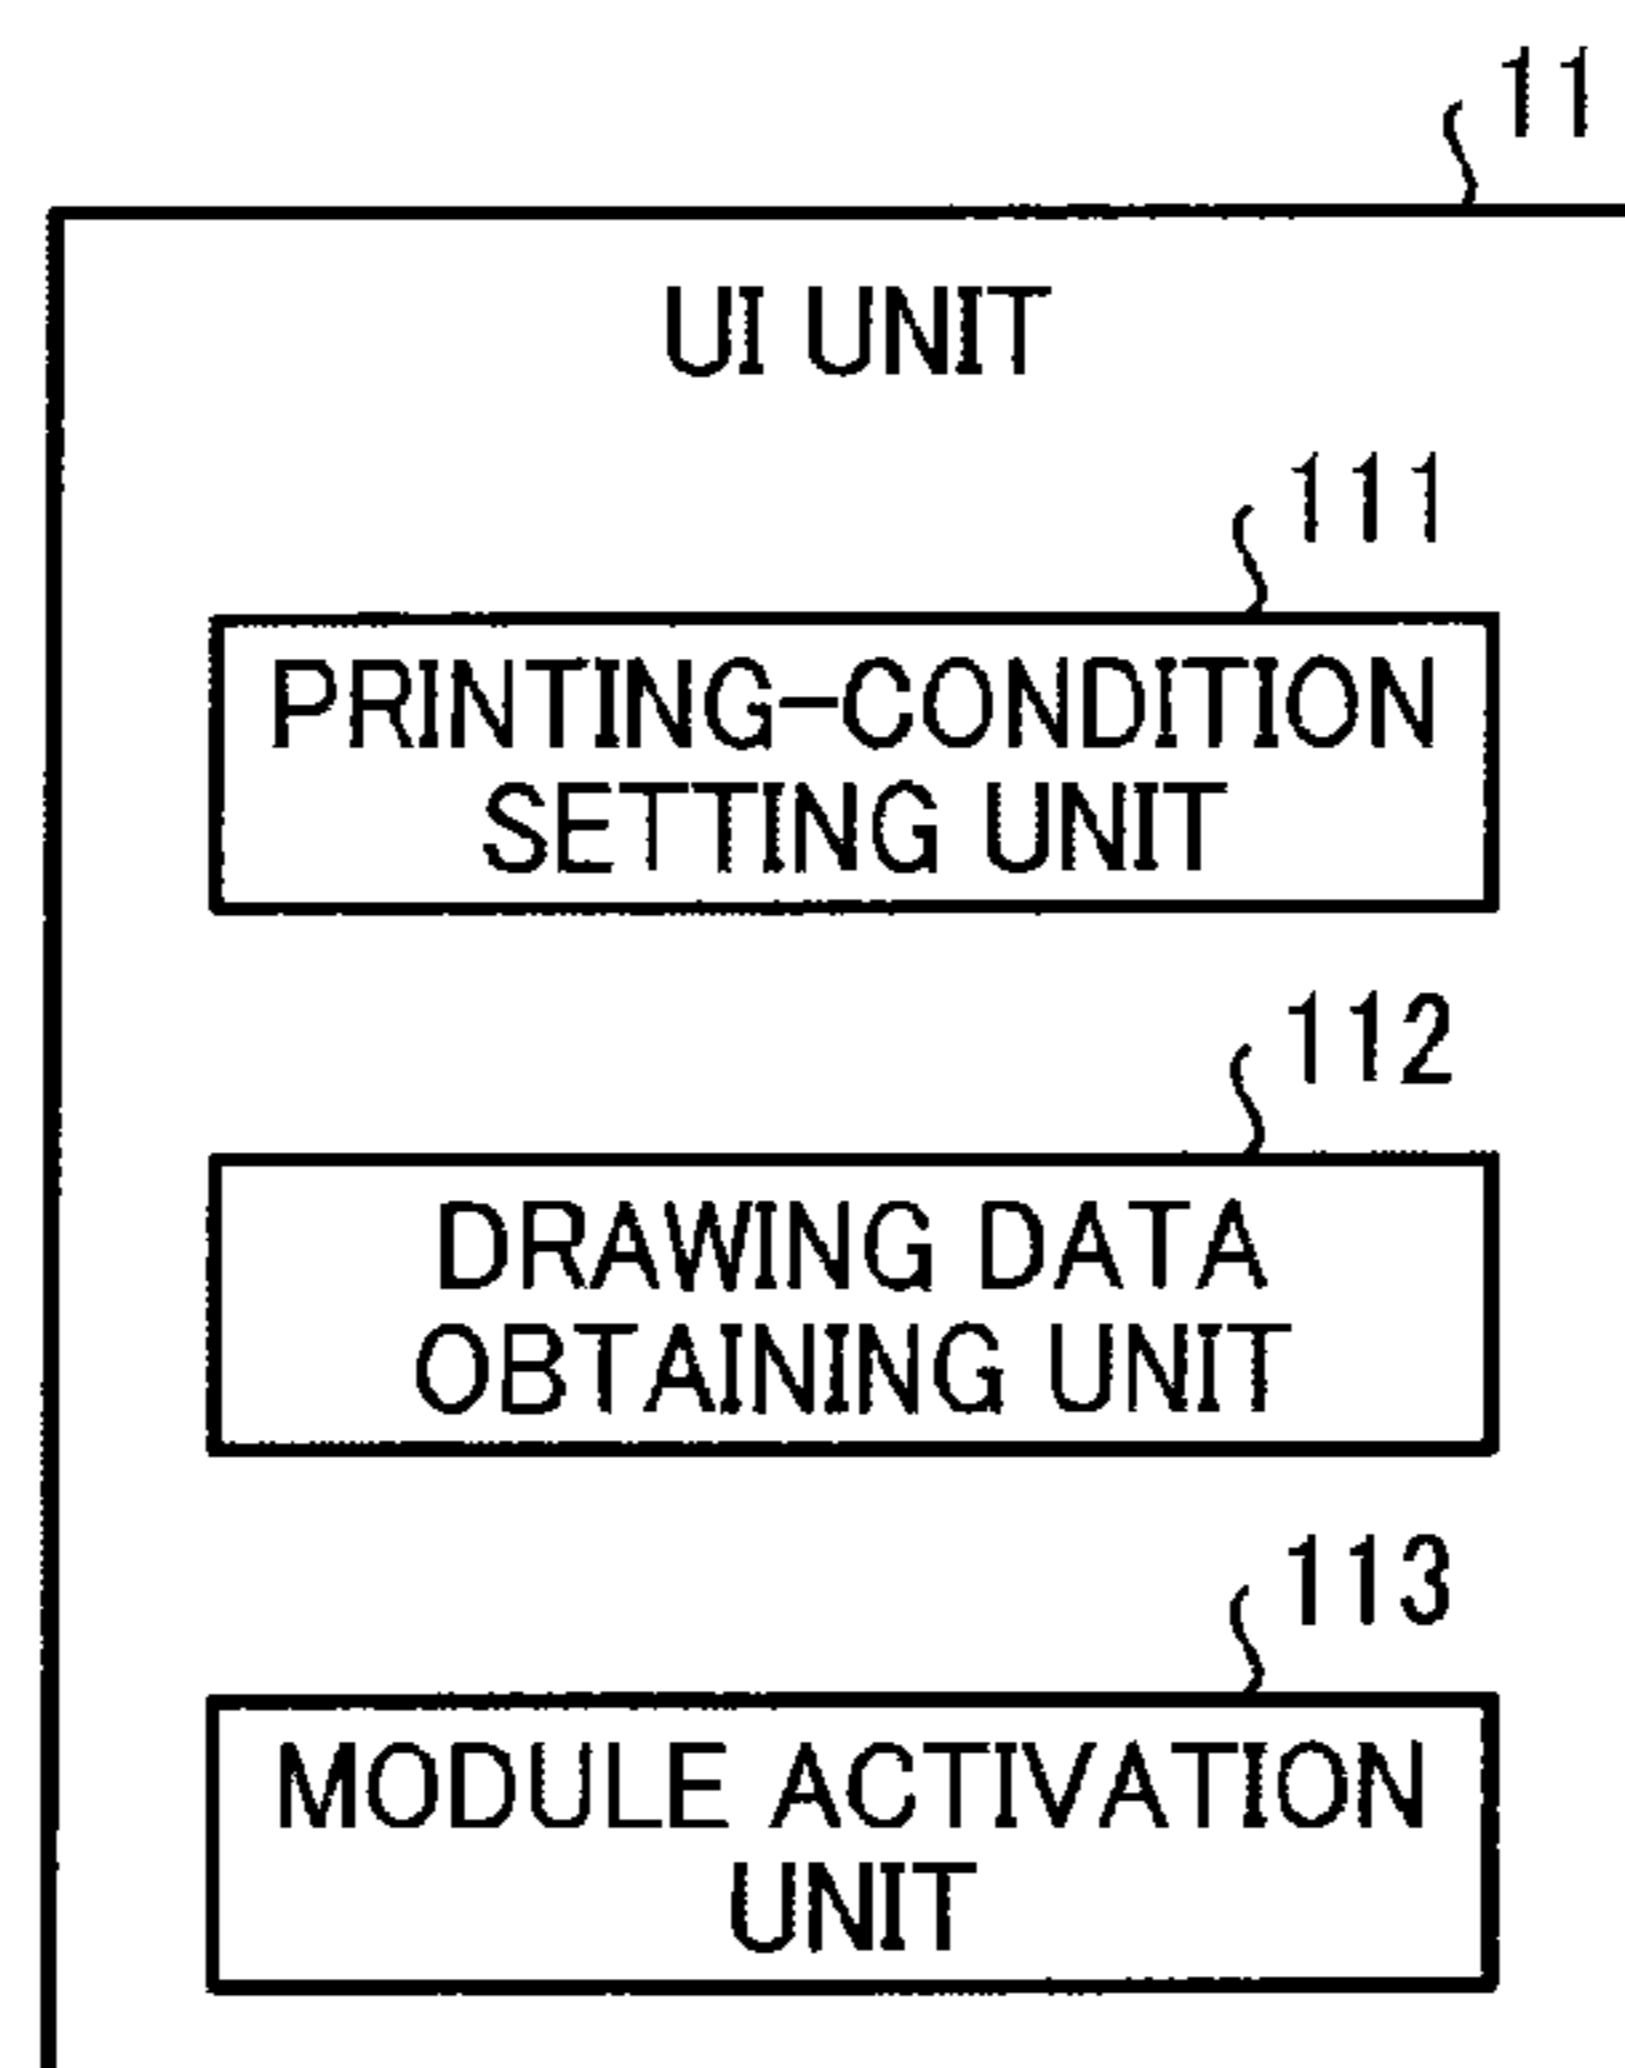 11
UI UNIT
111
PRINTING-CONDITION
SETTING UNIT
112
DRAWING DATA
OBTAINING UNIT
113
MODULE ACTIVATION
UNIT